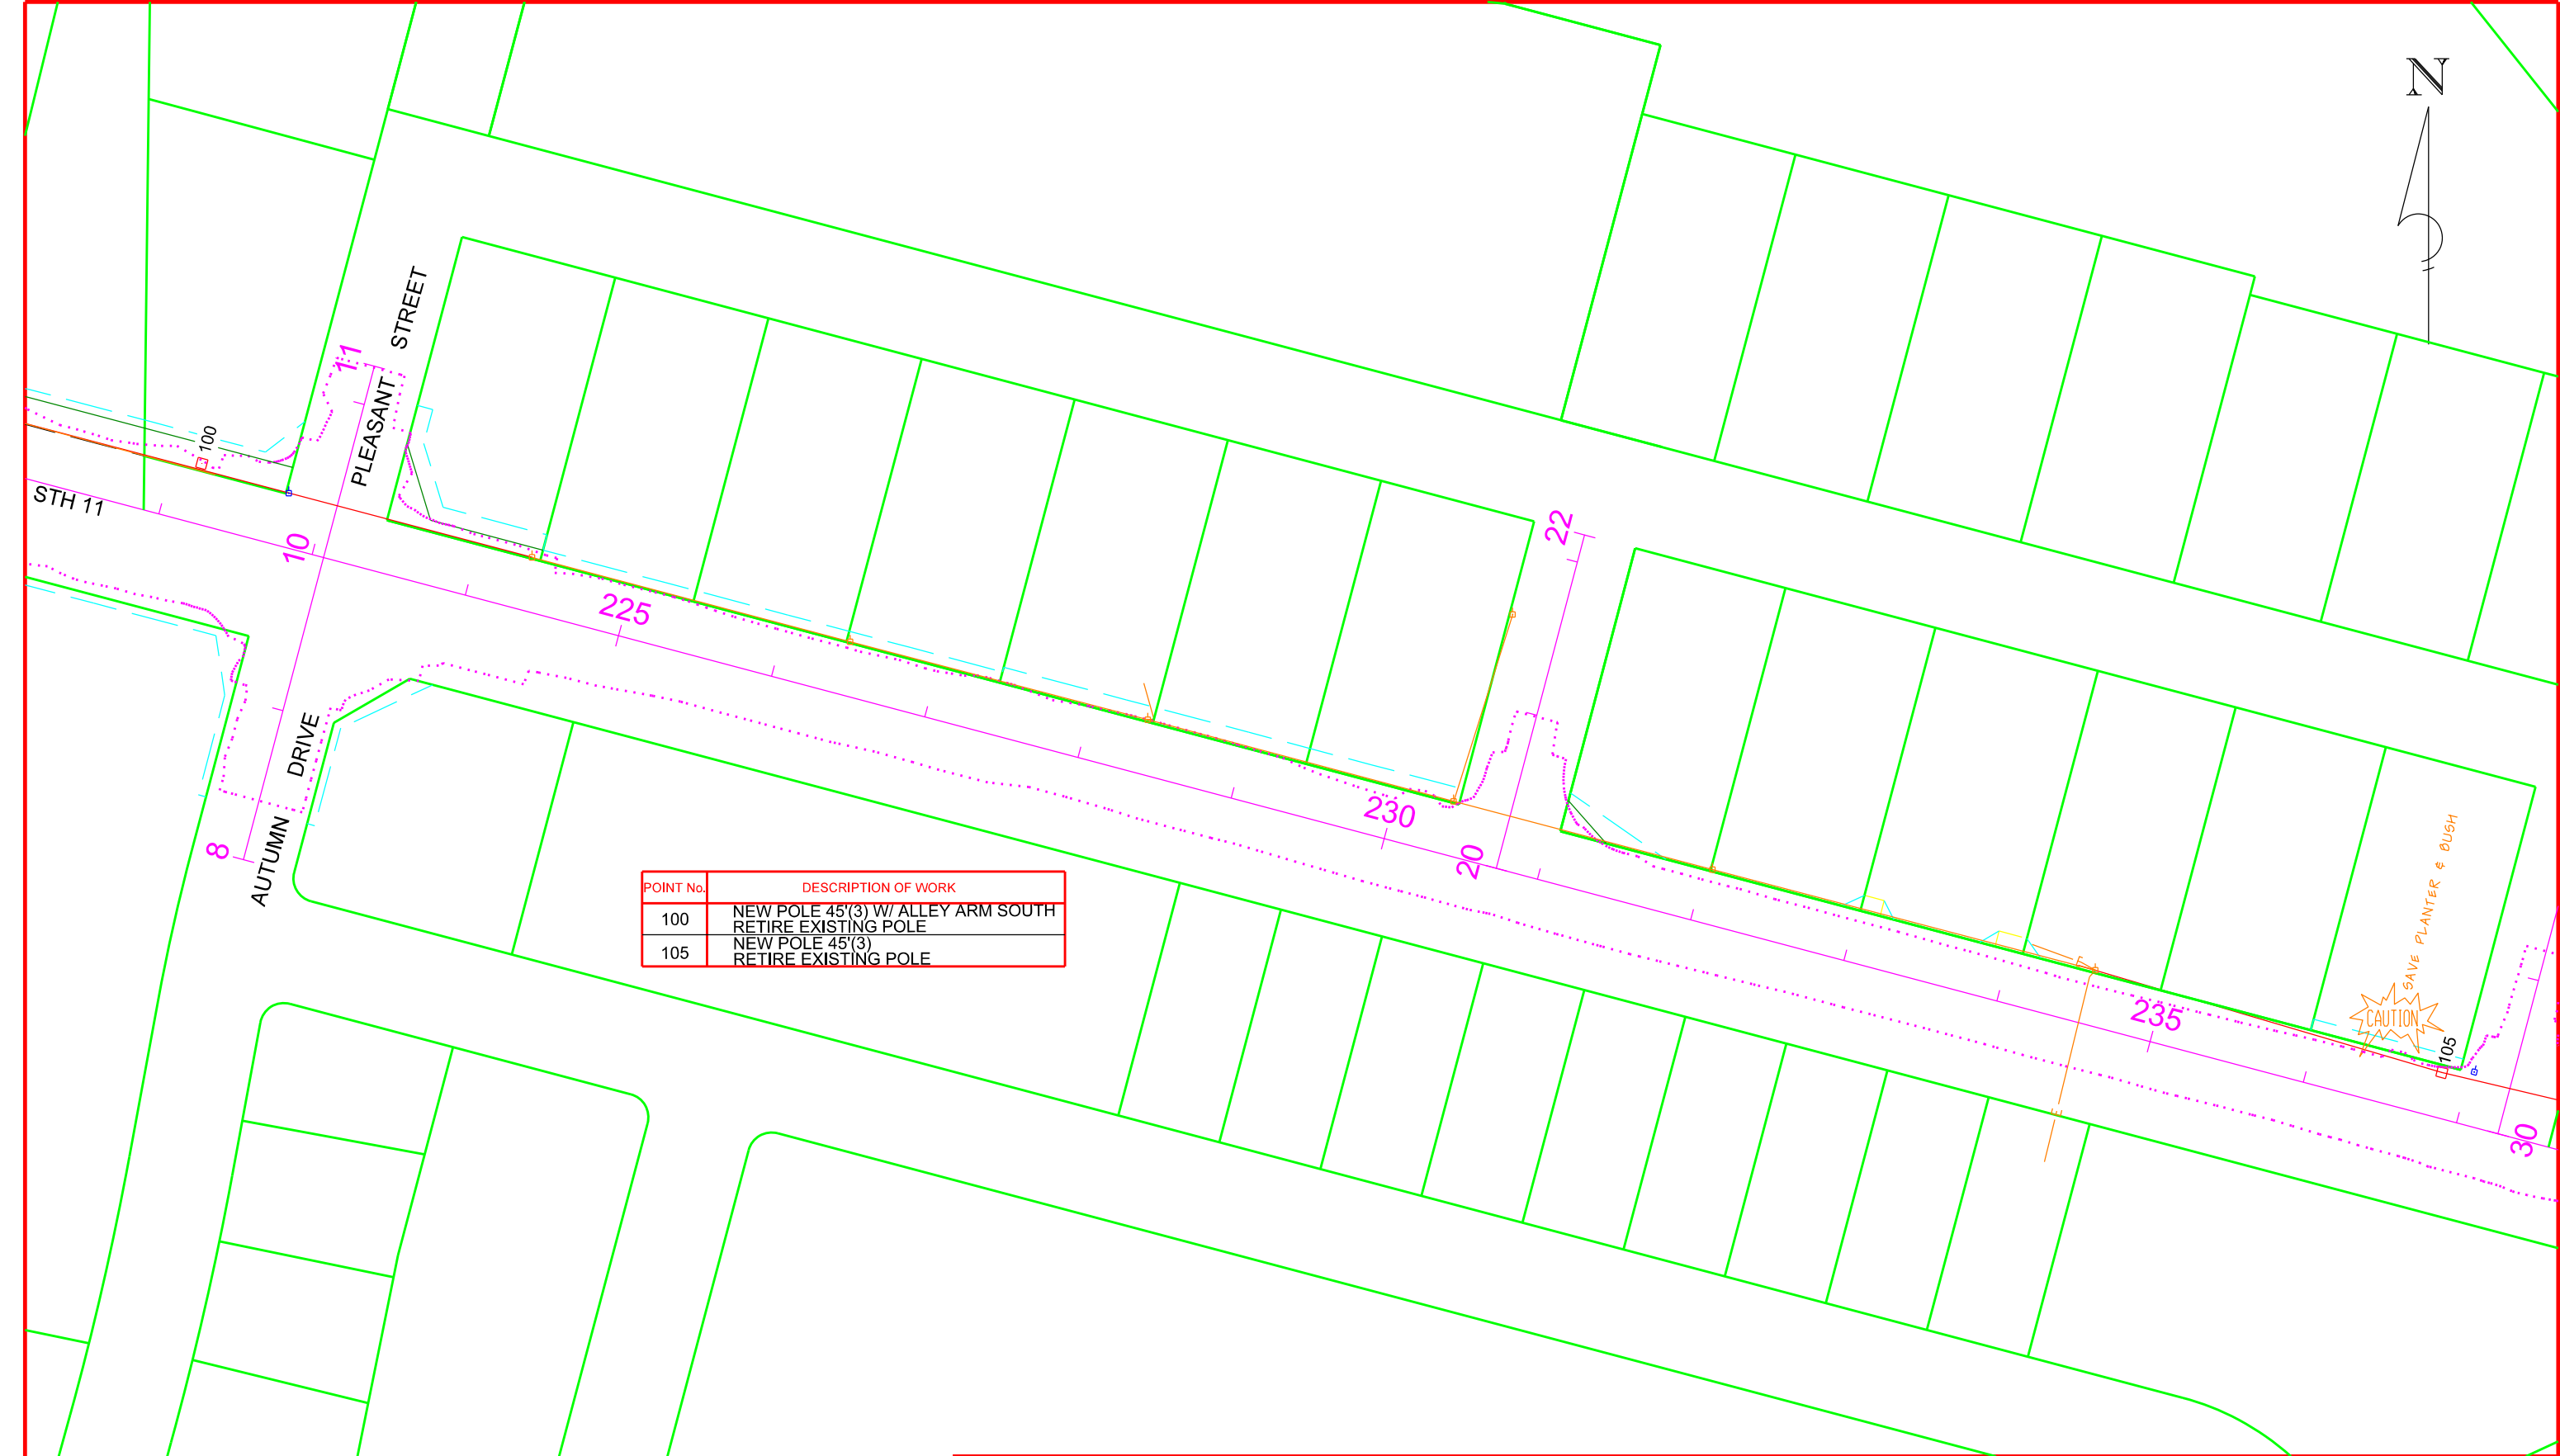 N
STREET
11
PLEASANT
100
STH 11
10
22
225
DRIVE
230
8
AUTUMN
20
SAVE PLANTER & BUSH
POINT No.
DESCRIPTION OF WORK
100
NEW POLE 45'(3) W/ ALLEY ARM SOUTH
RETIRE EXISTING POLE
105
NEW POLE 45'(3)
RETIRE EXISTING POLE
235
CAUTION
105
E
30